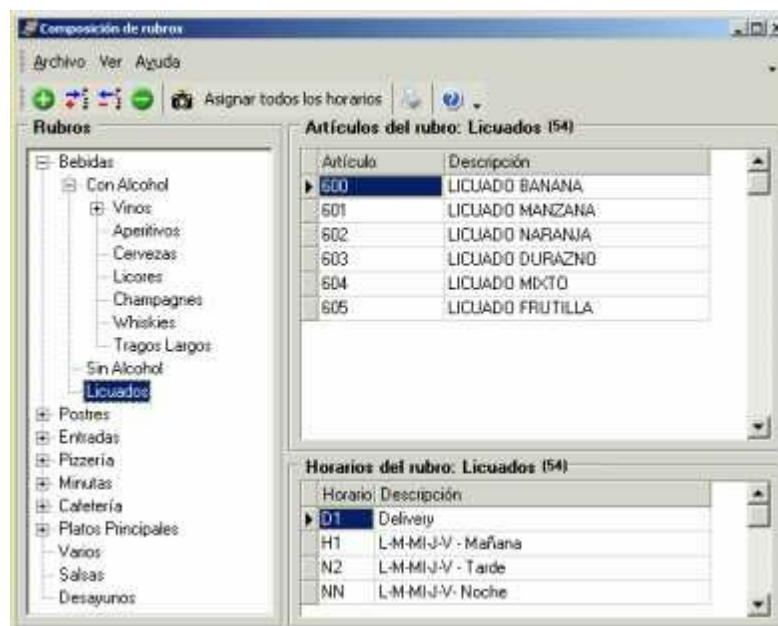 Composición de rubros
Archivo Ver Ayuda
Asignar todos los horarios
Rubros
Bebidas
Con Alcohol
Vinos
Aperitivos
Cervezas
Licores
Champagnes
Whiskies
Tragos Largos
Sin Alcohol
Licuados
Postres
Entradas
Pizzería
Minutas
Cafetería
Platos Principales
Varios
Salsas
Desayunos
Artículos del rubro: Licuados (54)
Artículo Descripción
600 LICUADO BANANA
601 LICUADO MANZANA
602 LICUADO NARANJA
603 LICUADO DURAZNO
604 LICUADO MIXTO
605 LICUADO FRUTILLA
Horarios del rubro: Licuados (54)
Horario Descripción
D1 Delivery
H1 L-M-MI-J-V - Mañana
N2 L-M-MI-J-V - Tarde
NN L-M-MI-J-V- Noche